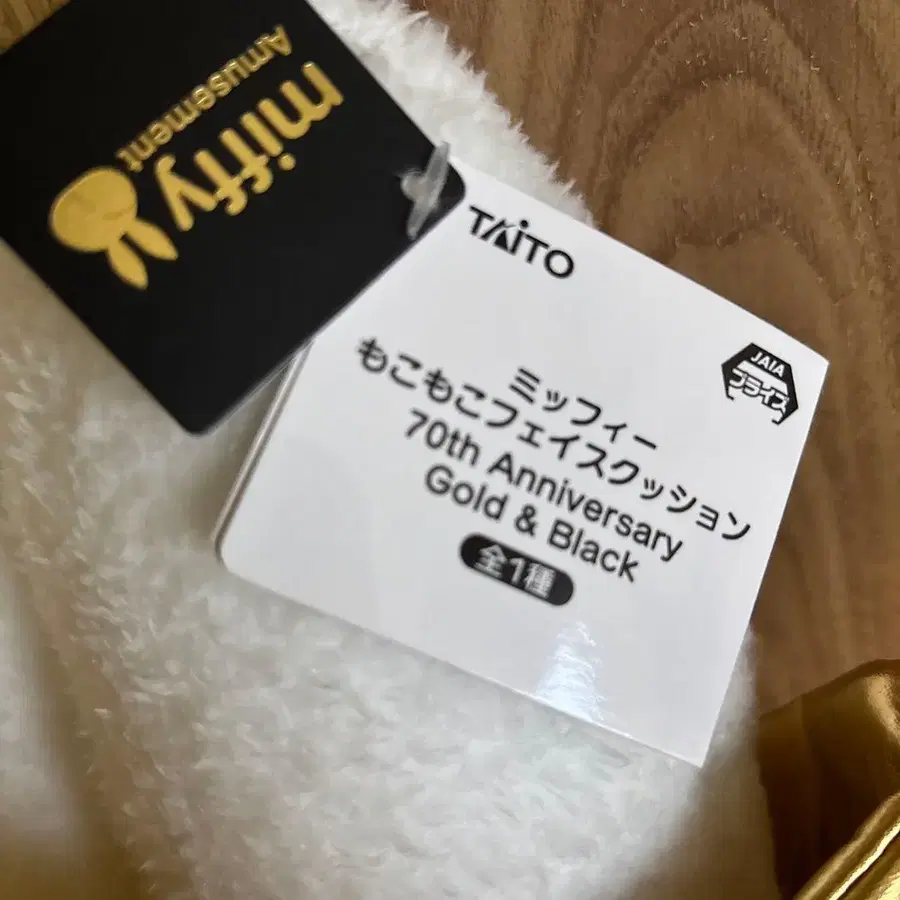 miffy
Amusement
TAITO
JAIA
プライズ
ミッフィー
もこもこフェイスクッション
70th Anniversary
Gold & Black
全1種